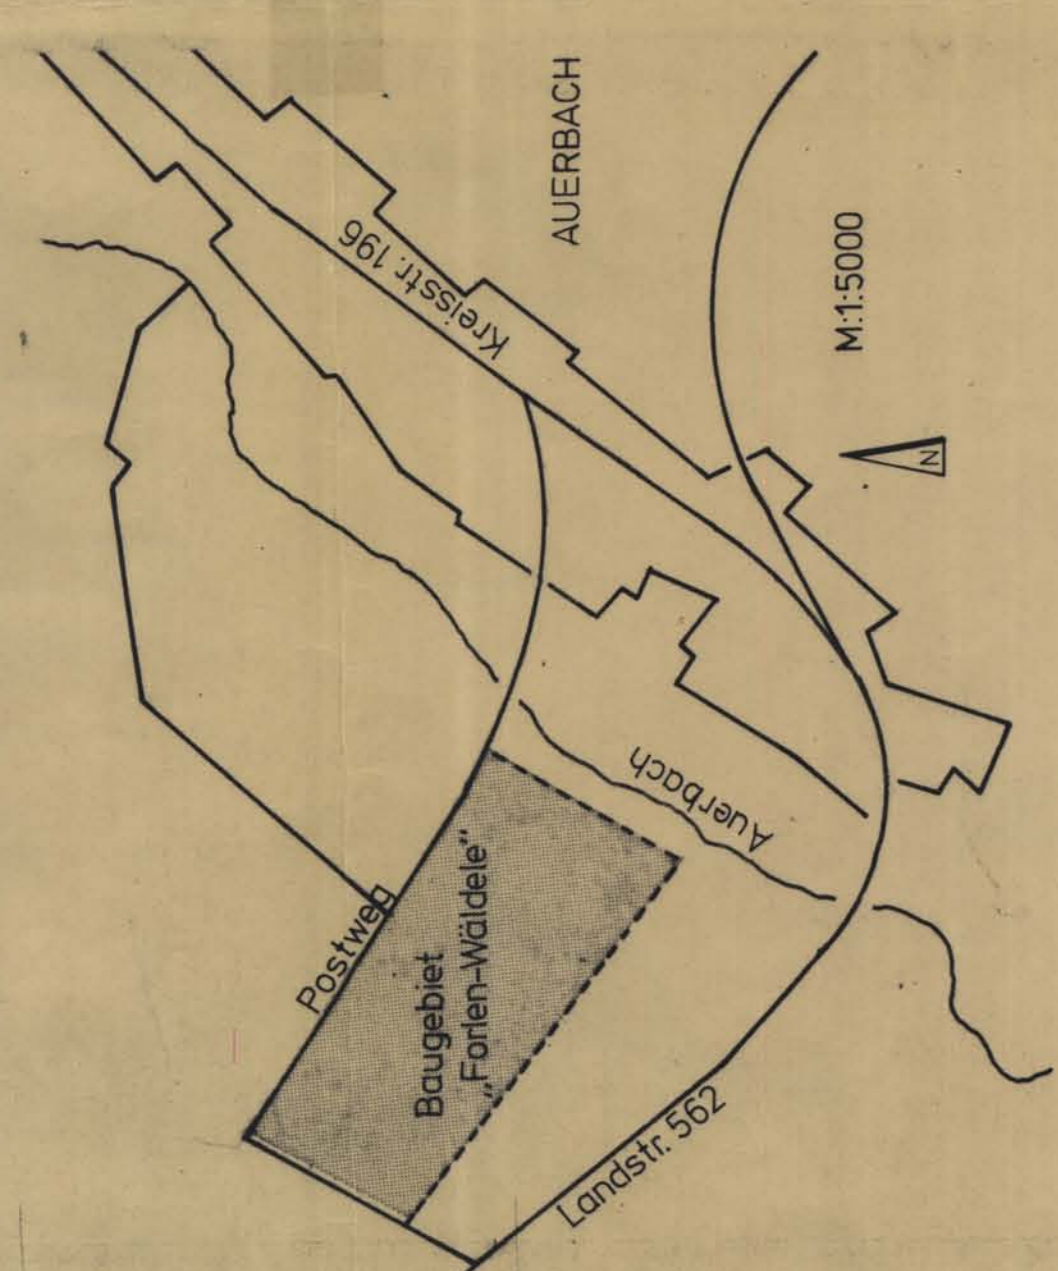 AUERBACH
Kreisstr. 196
M:1:5000
N
Auerbach
Postweg
Baugebiet
„Forlen-Wäldele“
Landstr. 562